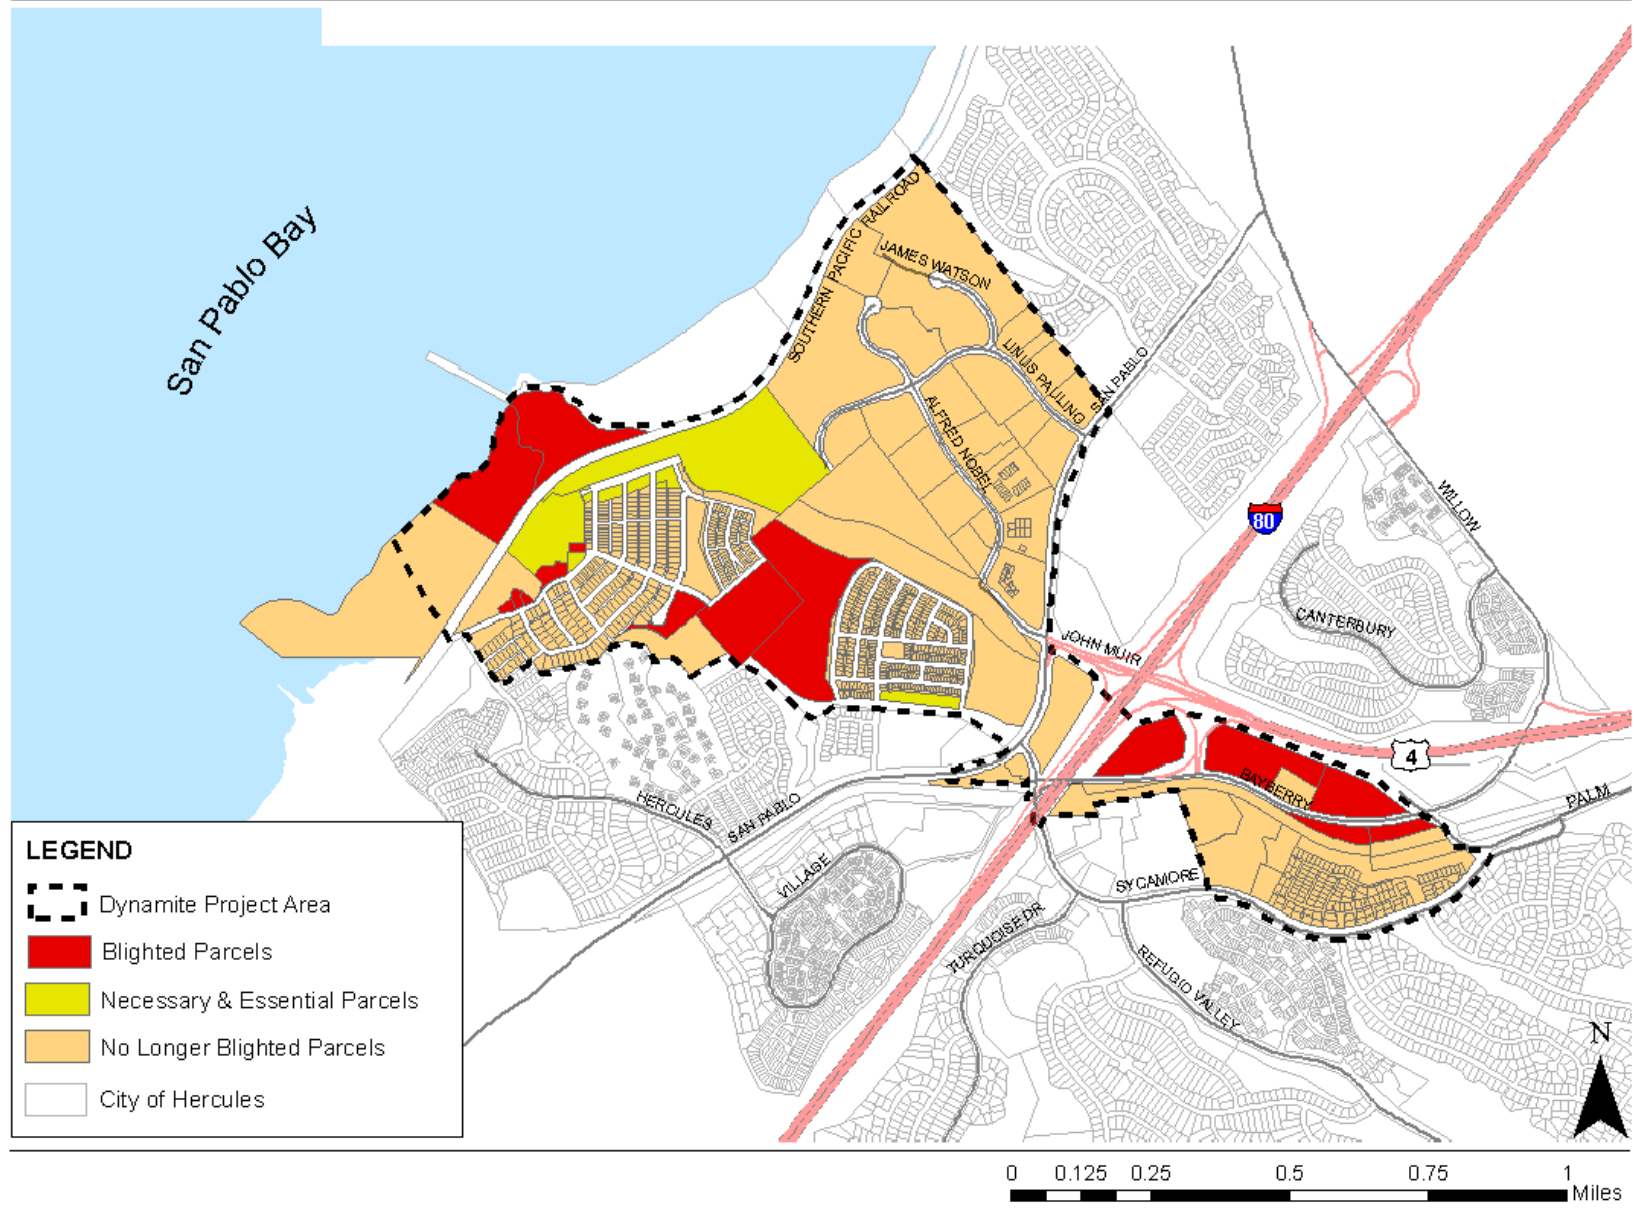 San Pablo Bay
SOUTHERN PACIFIC RAILROAD
JAMES WATSON
LINUIS PAULING
SAN PABLO
ALFRED NOBEL
80
WILLOW
CANTERBURY
JOHN MUIR
4
BAYBERRY
PALM
HERCULES
SAN PABLO
VILLAGE
SYCAMORE
TURQUOISE DR
REFUGIO VALLEY
LEGEND
Dynamite Project Area
Blighted Parcels
Necessary & Essential Parcels
No Longer Blighted Parcels
City of Hercules
N
0 0.125 0.25 0.5 0.75 1
Miles